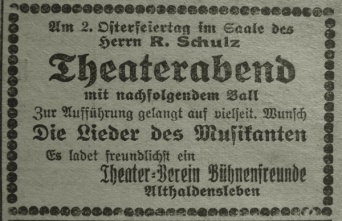 Am 2. Osterfeiertag im Saale des
Herrn R. Schulz
Theaterabend
mit nachfolgendem Ball
Zur Aufführung gelangt auf vielseit. Wunsch
Die Lieder des Musikanten
Es ladet freundlichst ein
Theater-Verein Bühnenfreunde
Althaldensleben